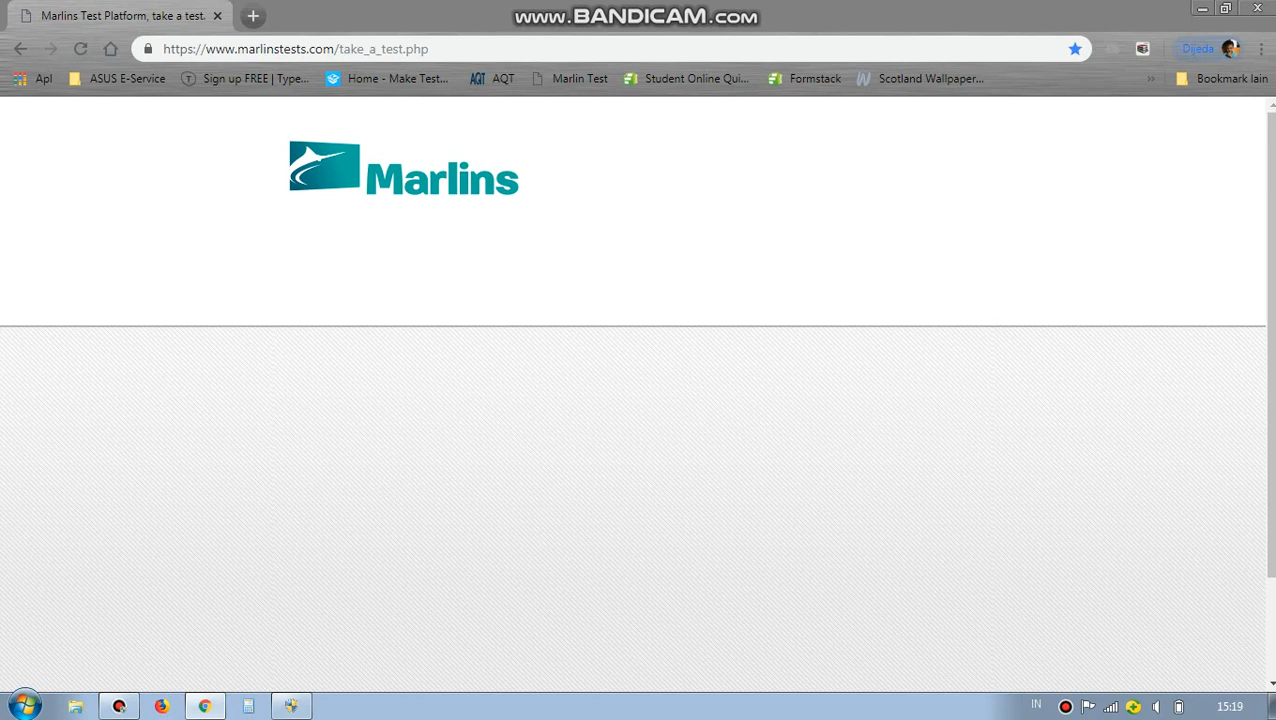 Marlins Test Platform, take a test.
www.BANDICAM.com
https://www.marlinstests.com/take_a_test.php
Dijeda
Apl
ASUS E-Service
Sign up FREE | Type...
Home - Make Test...
AQT AQT
Marlin Test
Student Online Qui...
Formstack
Scotland Wallpaper...
»
Bookmark lain
Marlins
IN
15:19